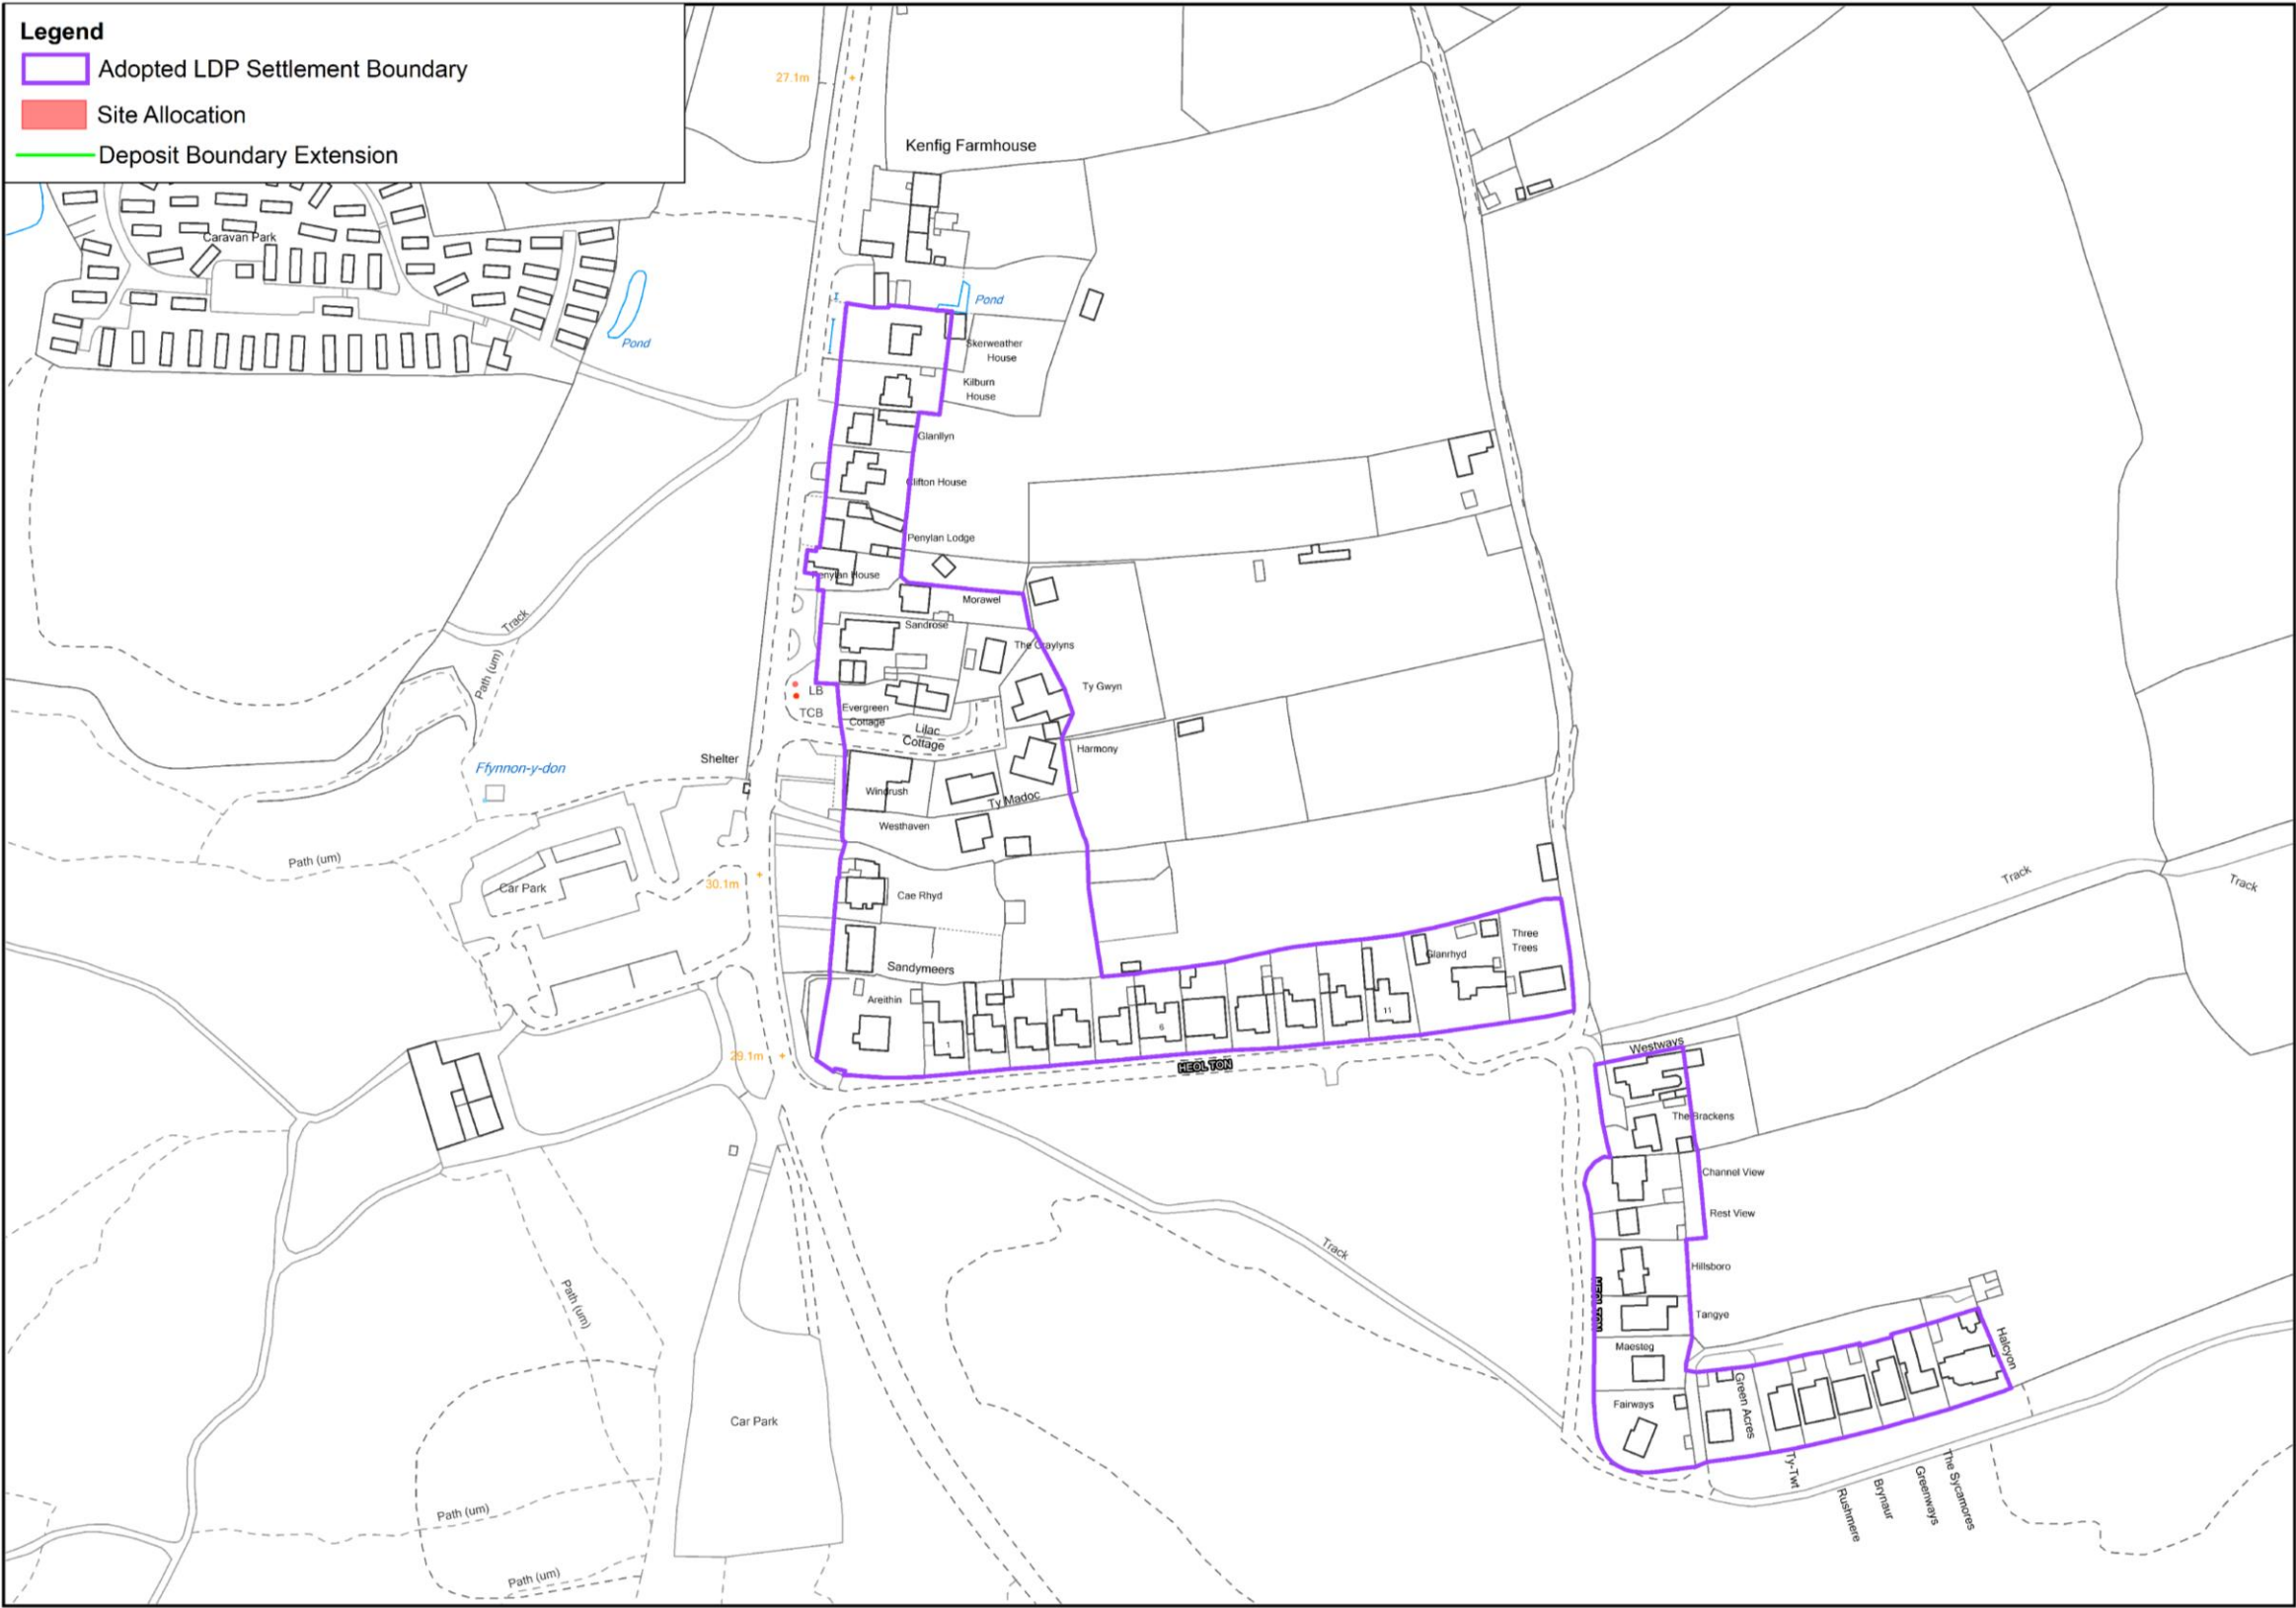 Legend
Adopted LDP Settlement Boundary
Site Allocation
Deposit Boundary Extension
27.1m
Kenfig Farmhouse
Caravan Park
Pond
Pond
Skerweather
House
Kilburn
House
Glanllyn
Clifton House
Penylan Lodge
Penylan House
Morawel
Sandrose
The Graylyns
Track
Path (um)
Ty Gwyn
LB
TCB
Evergreen
Cottage
Lilac
Cottage
Harmony
Shelter
Ffynnon-y-don
Windrush
Ty Madoc
Westhaven
Path (um)
Car Park
30.1m
Cae Rhyd
Track
Track
Three
Trees
Glanrhyd
Sandymeers
Areithin
1
6
11
29.1m
HEOL TON
Westways
The Brackens
Channel View
Rest View
Track
Hillsboro
HEOL TON
Tangye
Maesteg
Halcyon
Path (um)
Fairways
Green Acres
Car Park
Ty-Twt
Rushmere
Brynaur
Greenways
The Sycamores
Path (um)
Path (um)